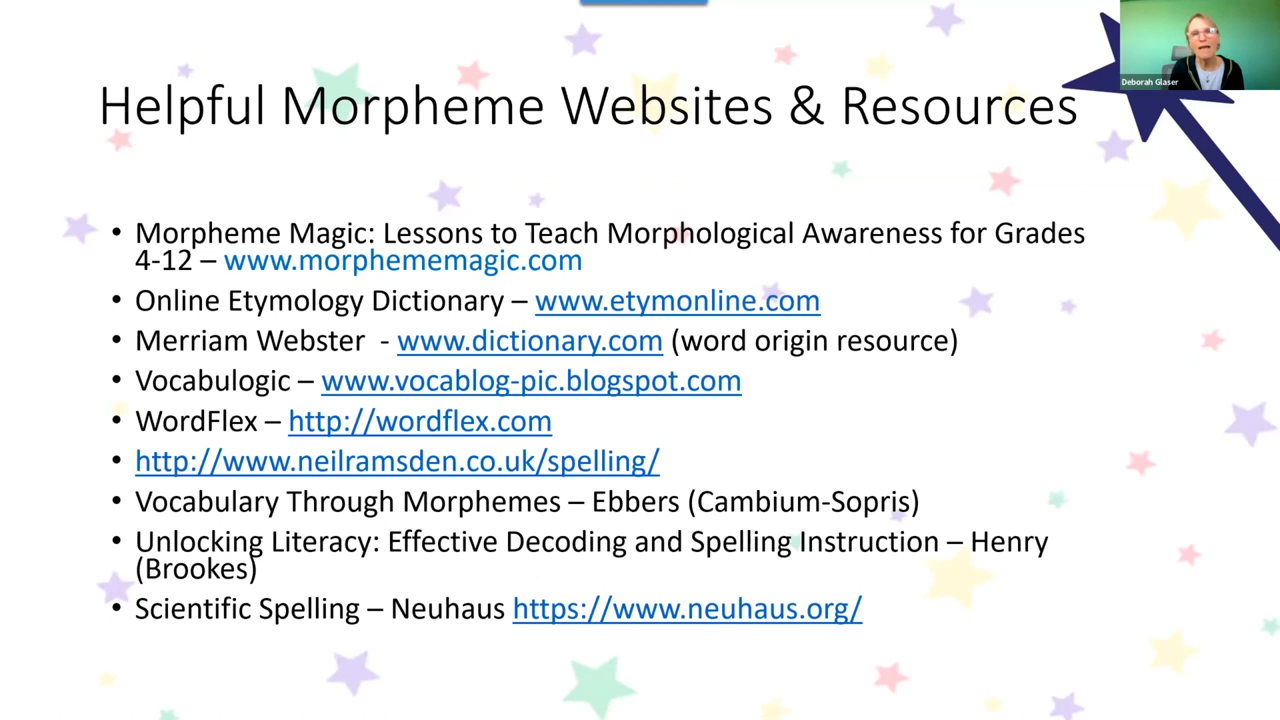 Deborah Glaser
Helpful Morpheme Websites & Resources
• Morpheme Magic: Lessons to Teach Morphological Awareness for Grades
4-12 – www.morphememagic.com
• Online Etymology Dictionary – www.etymonline.com
• Merriam Webster - www.dictionary.com (word origin resource)
• Vocabulogic – www.vocablog-pic.blogspot.com
• WordFlex – http://wordflex.com
• http://www.neilramsden.co.uk/spelling/
• Vocabulary Through Morphemes – Ebbers (Cambium-Sopris)
• Unlocking Literacy: Effective Decoding and Spelling Instruction – Henry
(Brookes)
• Scientific Spelling – Neuhaus https://www.neuhaus.org/